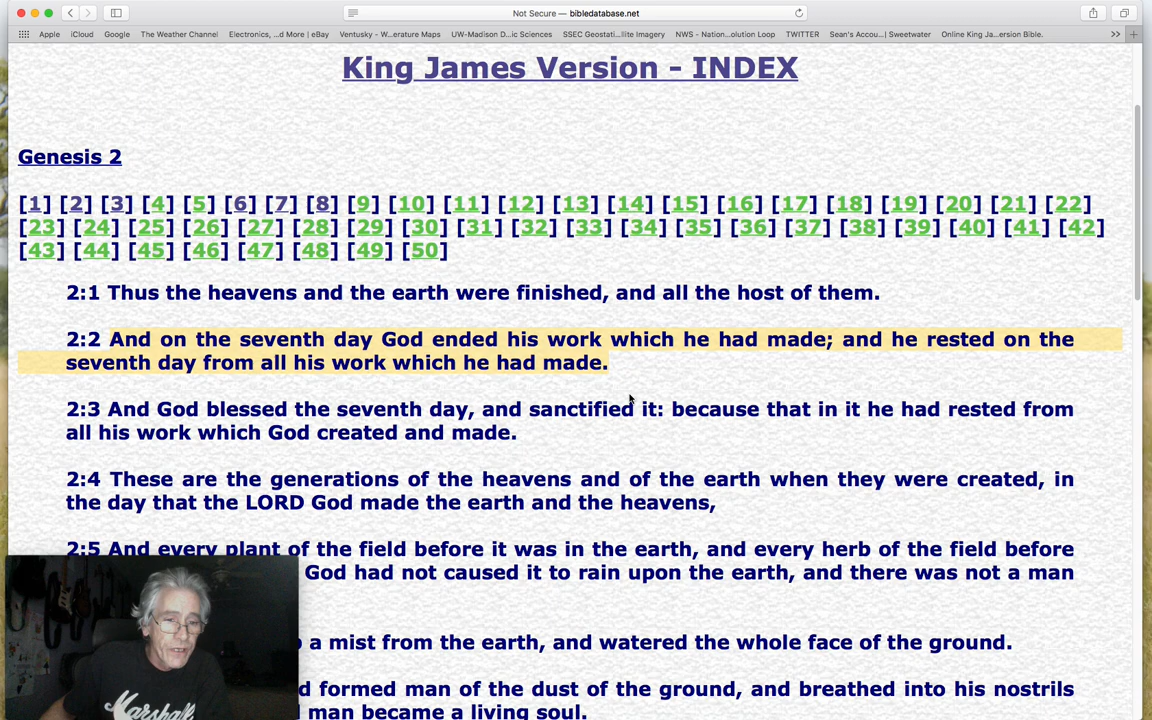 Not Secure — bibledatabase.net
Apple iCloud Google The Weather Channel Electronics, ...d More | eBay Ventusky - W...erature Maps UW-Madison D...ic Sciences SSEC Geostati...llite Imagery NWS - Nation...olution Loop TWITTER Sean's Accou...| Sweetwater Online King Ja...ersion Bible. >> +
King James Version - INDEX
Genesis 2
[1] [2] [3] [4] [5] [6] [7] [8] [9] [10] [11] [12] [13] [14] [15] [16] [17] [18] [19] [20] [21] [22]
[23] [24] [25] [26] [27] [28] [29] [30] [31] [32] [33] [34] [35] [36] [37] [38] [39] [40] [41] [42]
[43] [44] [45] [46] [47] [48] [49] [50]
2:1 Thus the heavens and the earth were finished, and all the host of them.
2:2 And on the seventh day God ended his work which he had made; and he rested on the
seventh day from all his work which he had made.
2:3 And God blessed the seventh day, and sanctified it: because that in it he had rested from
all his work which God created and made.
2:4 These are the generations of the heavens and of the earth when they were created, in
the day that the LORD God made the earth and the heavens,
2:5 And every plant of the field before it was in the earth, and every herb of the field before
God had not caused it to rain upon the earth, and there was not a man
a mist from the earth, and watered the whole face of the ground.
formed man of the dust of the ground, and breathed into his nostrils
man became a living soul.
Marshall